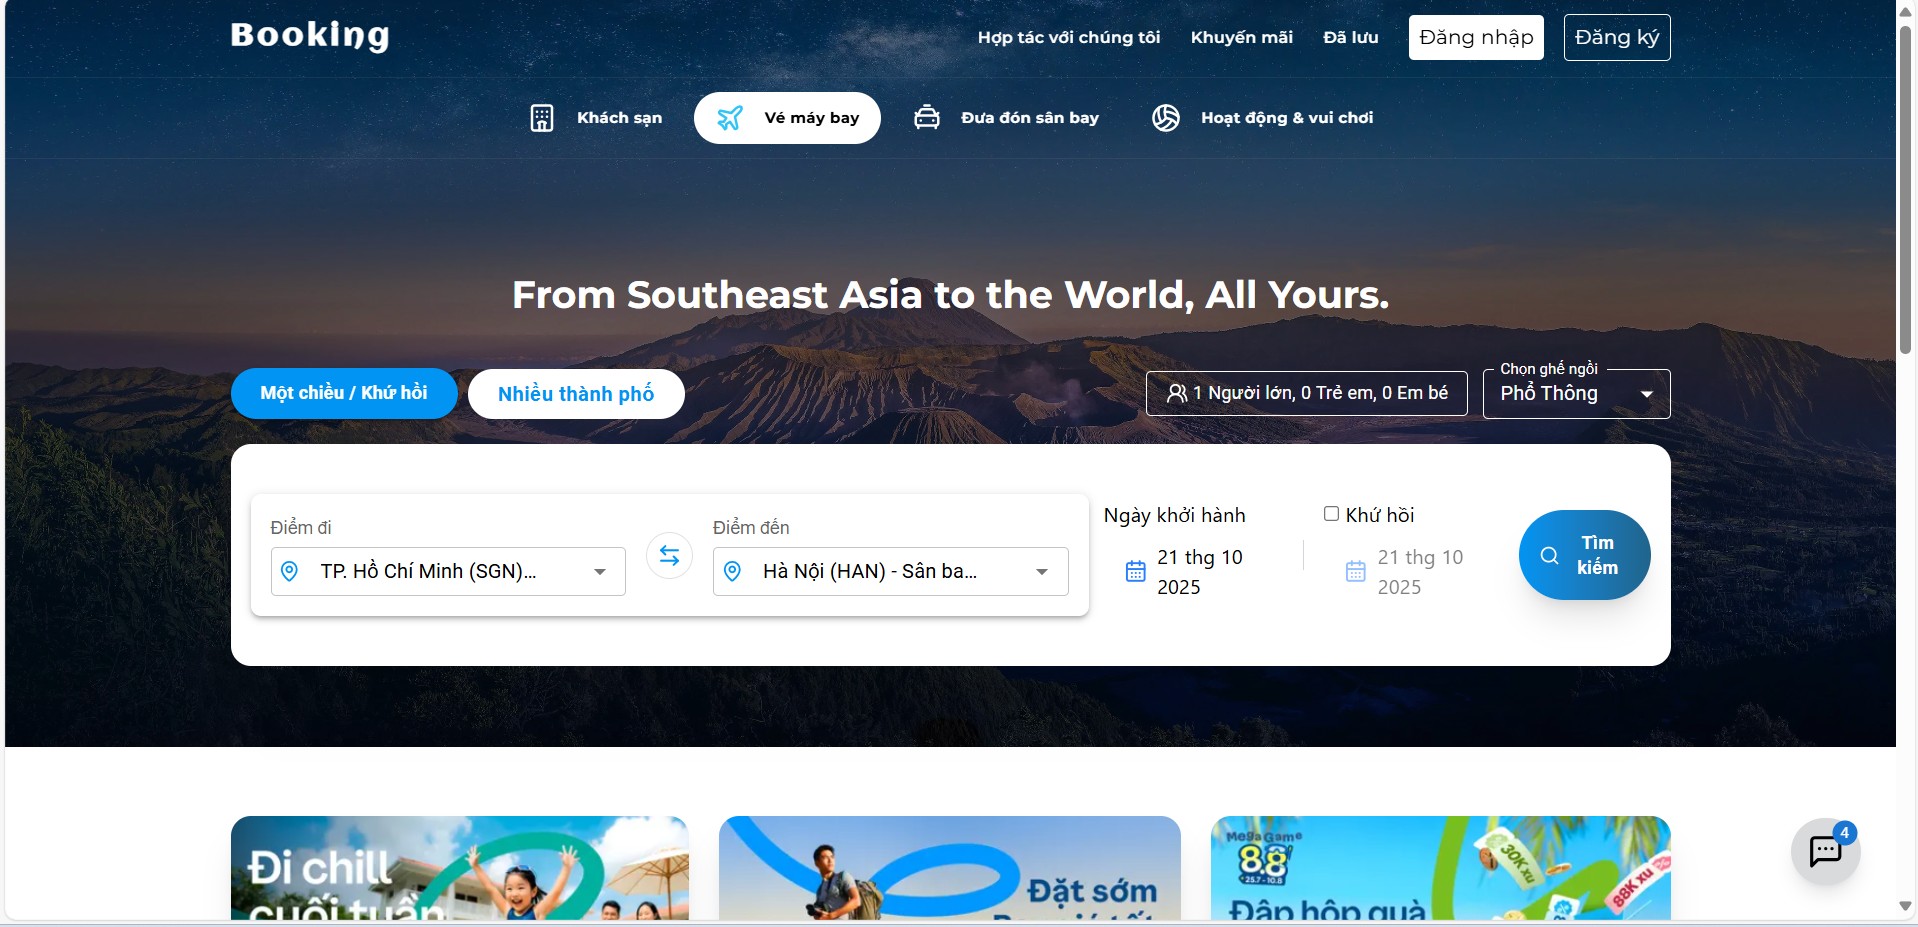 Booking
Hợp tác với chúng tôi
Khuyến mãi
Đã lưu
Đăng nhập
Đăng ký
Khách sạn
Vé máy bay
Đưa đón sân bay
Hoạt động & vui chơi
From Southeast Asia to the World, All Yours.
Một chiều / Khứ hồi
Nhiều thành phố
1 Người lớn, 0 Trẻ em, 0 Em bé
Chọn ghế ngồi
Phổ Thông
Điểm đi
TP. Hồ Chí Minh (SGN)...
Điểm đến
Hà Nội (HAN) - Sân ba...
Ngày khởi hành
21 thg 10
2025
Khứ hồi
21 thg 10
2025
Tìm
kiếm
Đi chill
cuối tuần
Đặt sớm
Mega Game
8.8
25.7 - 10.8
30K xu
88K xu
Đập hộp quà
4